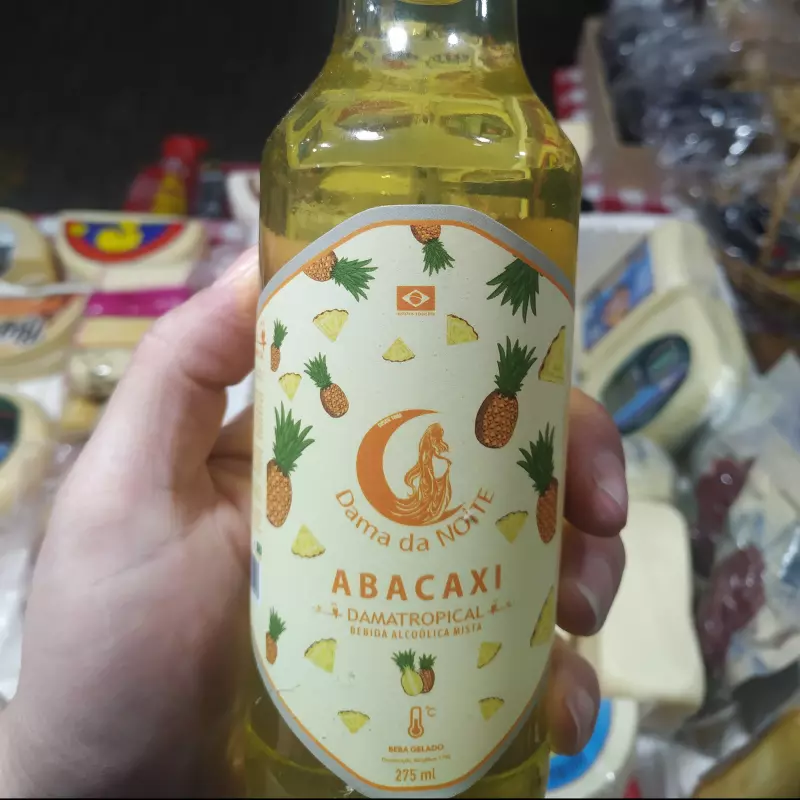 Dama da NOITE
ABACAXI
DAMATROPICAL
BEBIDA ALCOÓLICA MISTA
°C
BEBA GELADO
275 ml